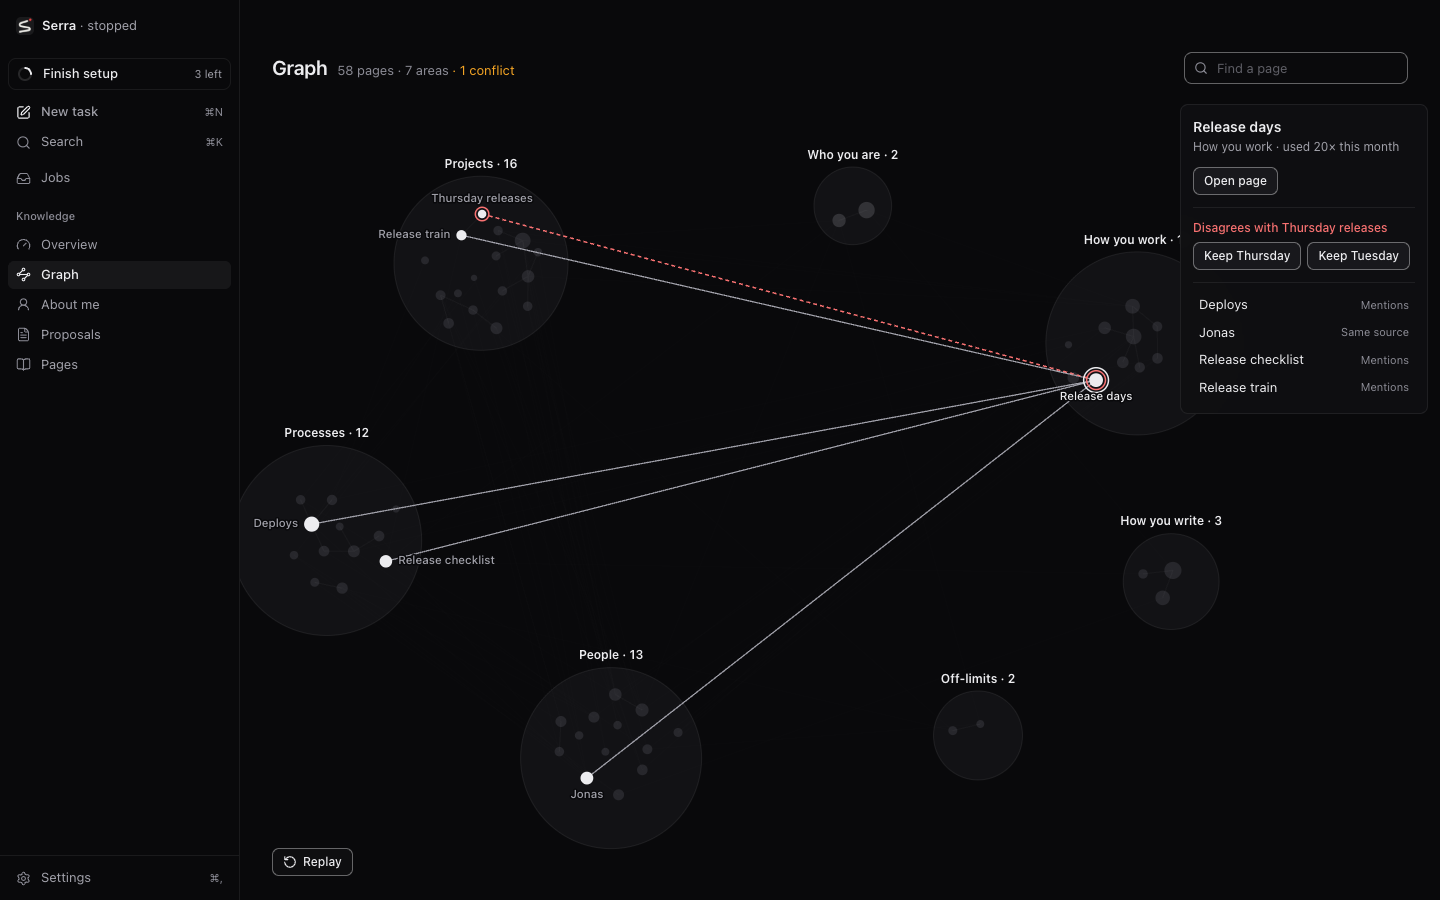 Serra · stopped
Finish setup 3 left
New task ⌘N
Search ⌘K
Jobs
Knowledge
Overview
Graph
About me
Proposals
Pages
Settings ⌘,
Graph 58 pages · 7 areas · 1 conflict
Find a page
Projects · 16
Thursday releases
Release train
Who you are · 2
How you work ·
Release days
Processes · 12
Deploys
Release checklist
How you write · 3
People · 13
Jonas
Off-limits · 2
Replay
Release days
How you work · used 20× this month
Open page
Disagrees with Thursday releases
Keep Thursday Keep Tuesday
Deploys Mentions
Jonas Same source
Release checklist Mentions
Release train Mentions